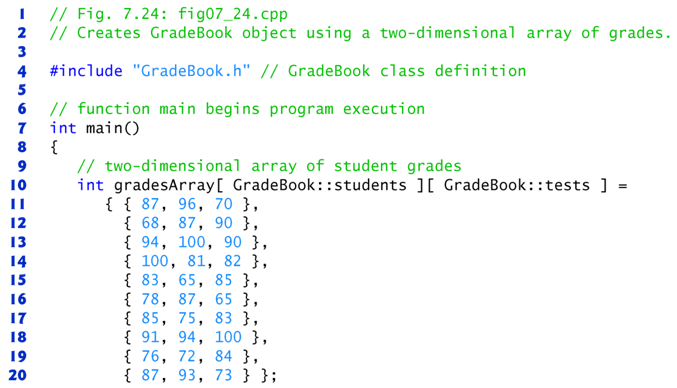 1 // Fig. 7.24: fig07_24.cpp
2 // Creates GradeBook object using a two-dimensional array of grades.
3
4 #include "GradeBook.h" // GradeBook class definition
5
6 // function main begins program execution
7 int main()
8 {
9 // two-dimensional array of student grades
10 int gradesArray[ GradeBook::students ][ GradeBook::tests ] =
11 { { 87, 96, 70 },
12 { 68, 87, 90 },
13 { 94, 100, 90 },
14 { 100, 81, 82 },
15 { 83, 65, 85 },
16 { 78, 87, 65 },
17 { 85, 75, 83 },
18 { 91, 94, 100 },
19 { 76, 72, 84 },
20 { 87, 93, 73 } };